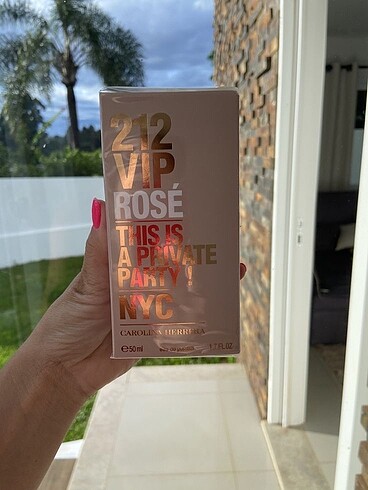 212
VIP
ROSÉ
THIS IS
A PRIVATE
PARTY !
NYC
CAROLINA HERRERA
℮50ml 1.7 FL.OZ